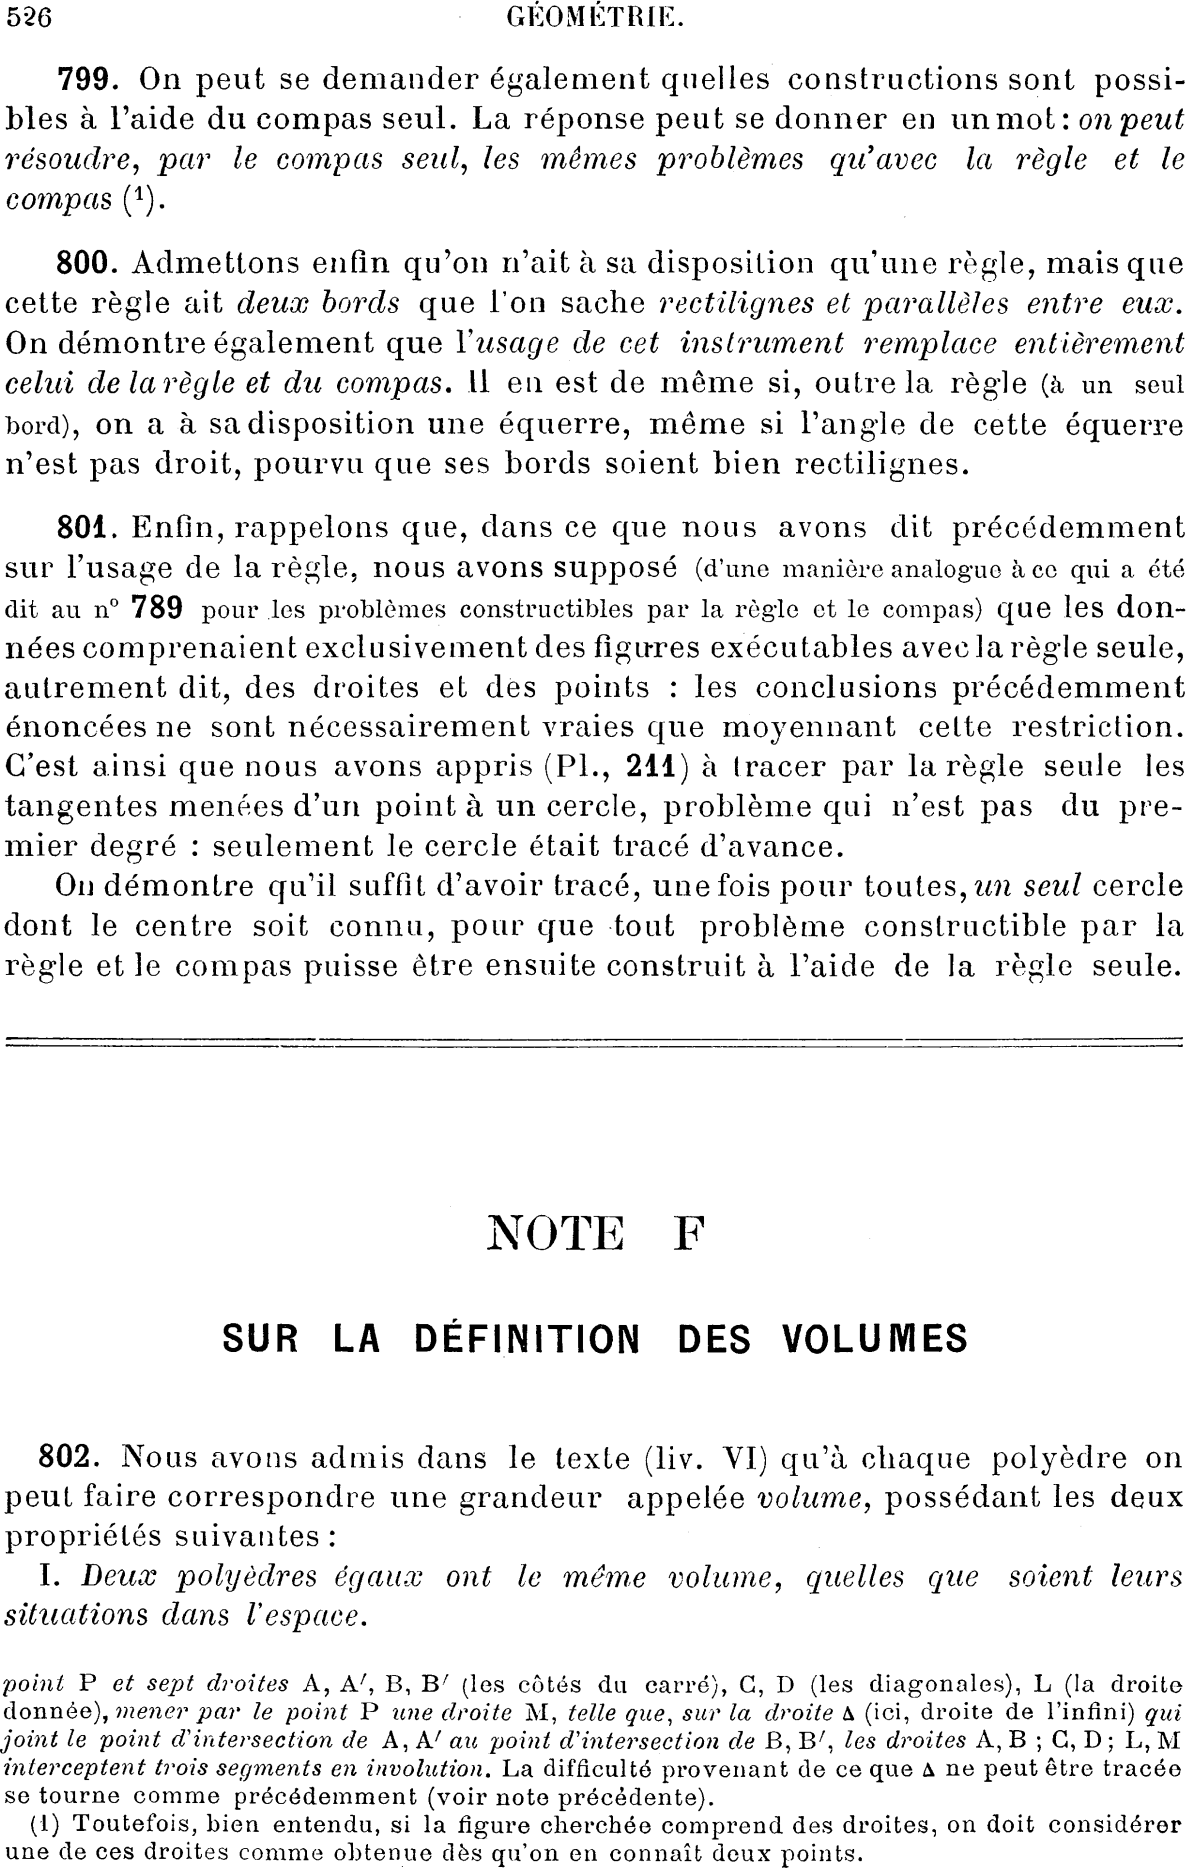 526 GÉOMÉTRIE.
799. On peut se demander également quelles constructions sont possi-
bles à l'aide du compas seul. La réponse peut se donner en un mot : on peut
résoudre, par le compas seul, les mêmes problèmes qu'avec la règle et le
compas (¹).
800. Admettons enfin qu'on n'ait à sa disposition qu'une règle, mais que
cette règle ait deux bords que l'on sache rectilignes et parallèles entre eux.
On démontre également que l'usage de cet instrument remplace entièrement
celui de la règle et du compas. Il en est de même si, outre la règle (à un seul
bord), on a à sa disposition une équerre, même si l'angle de cette équerre
n'est pas droit, pourvu que ses bords soient bien rectilignes.
801. Enfin, rappelons que, dans ce que nous avons dit précédemment
sur l'usage de la règle, nous avons supposé (d'une manière analogue à ce qui a été
dit au n° 789 pour les problèmes constructibles par la règle et le compas) que les don-
nées comprenaient exclusivement des figures exécutables avec la règle seule,
autrement dit, des droites et des points : les conclusions précédemment
énoncées ne sont nécessairement vraies que moyennant cette restriction.
C'est ainsi que nous avons appris (Pl., 211) à tracer par la règle seule les
tangentes menées d'un point à un cercle, problème qui n'est pas du pre-
mier degré : seulement le cercle était tracé d'avance.
On démontre qu'il suffit d'avoir tracé, une fois pour toutes, un seul cercle
dont le centre soit connu, pour que tout problème constructible par la
règle et le compas puisse être ensuite construit à l'aide de la règle seule.
NOTE F
SUR LA DÉFINITION DES VOLUMES
802. Nous avons admis dans le texte (liv. VI) qu'à chaque polyèdre on
peut faire correspondre une grandeur appelée volume, possédant les deux
propriétés suivantes :
I. Deux polyèdres égaux ont le même volume, quelles que soient leurs
situations dans l'espace.
point P et sept droites A, A′, B, B′ (les côtés du carré), C, D (les diagonales), L (la droite
donnée), mener par le point P une droite M, telle que, sur la droite Δ (ici, droite de l'infini) qui
joint le point d'intersection de A, A′ au point d'intersection de B, B′, les droites A, B ; C, D ; L, M
interceptent trois segments en involution. La difficulté provenant de ce que Δ ne peut être tracée
se tourne comme précédemment (voir note précédente).
(1) Toutefois, bien entendu, si la figure cherchée comprend des droites, on doit considérer
une de ces droites comme obtenue dès qu'on en connaît deux points.